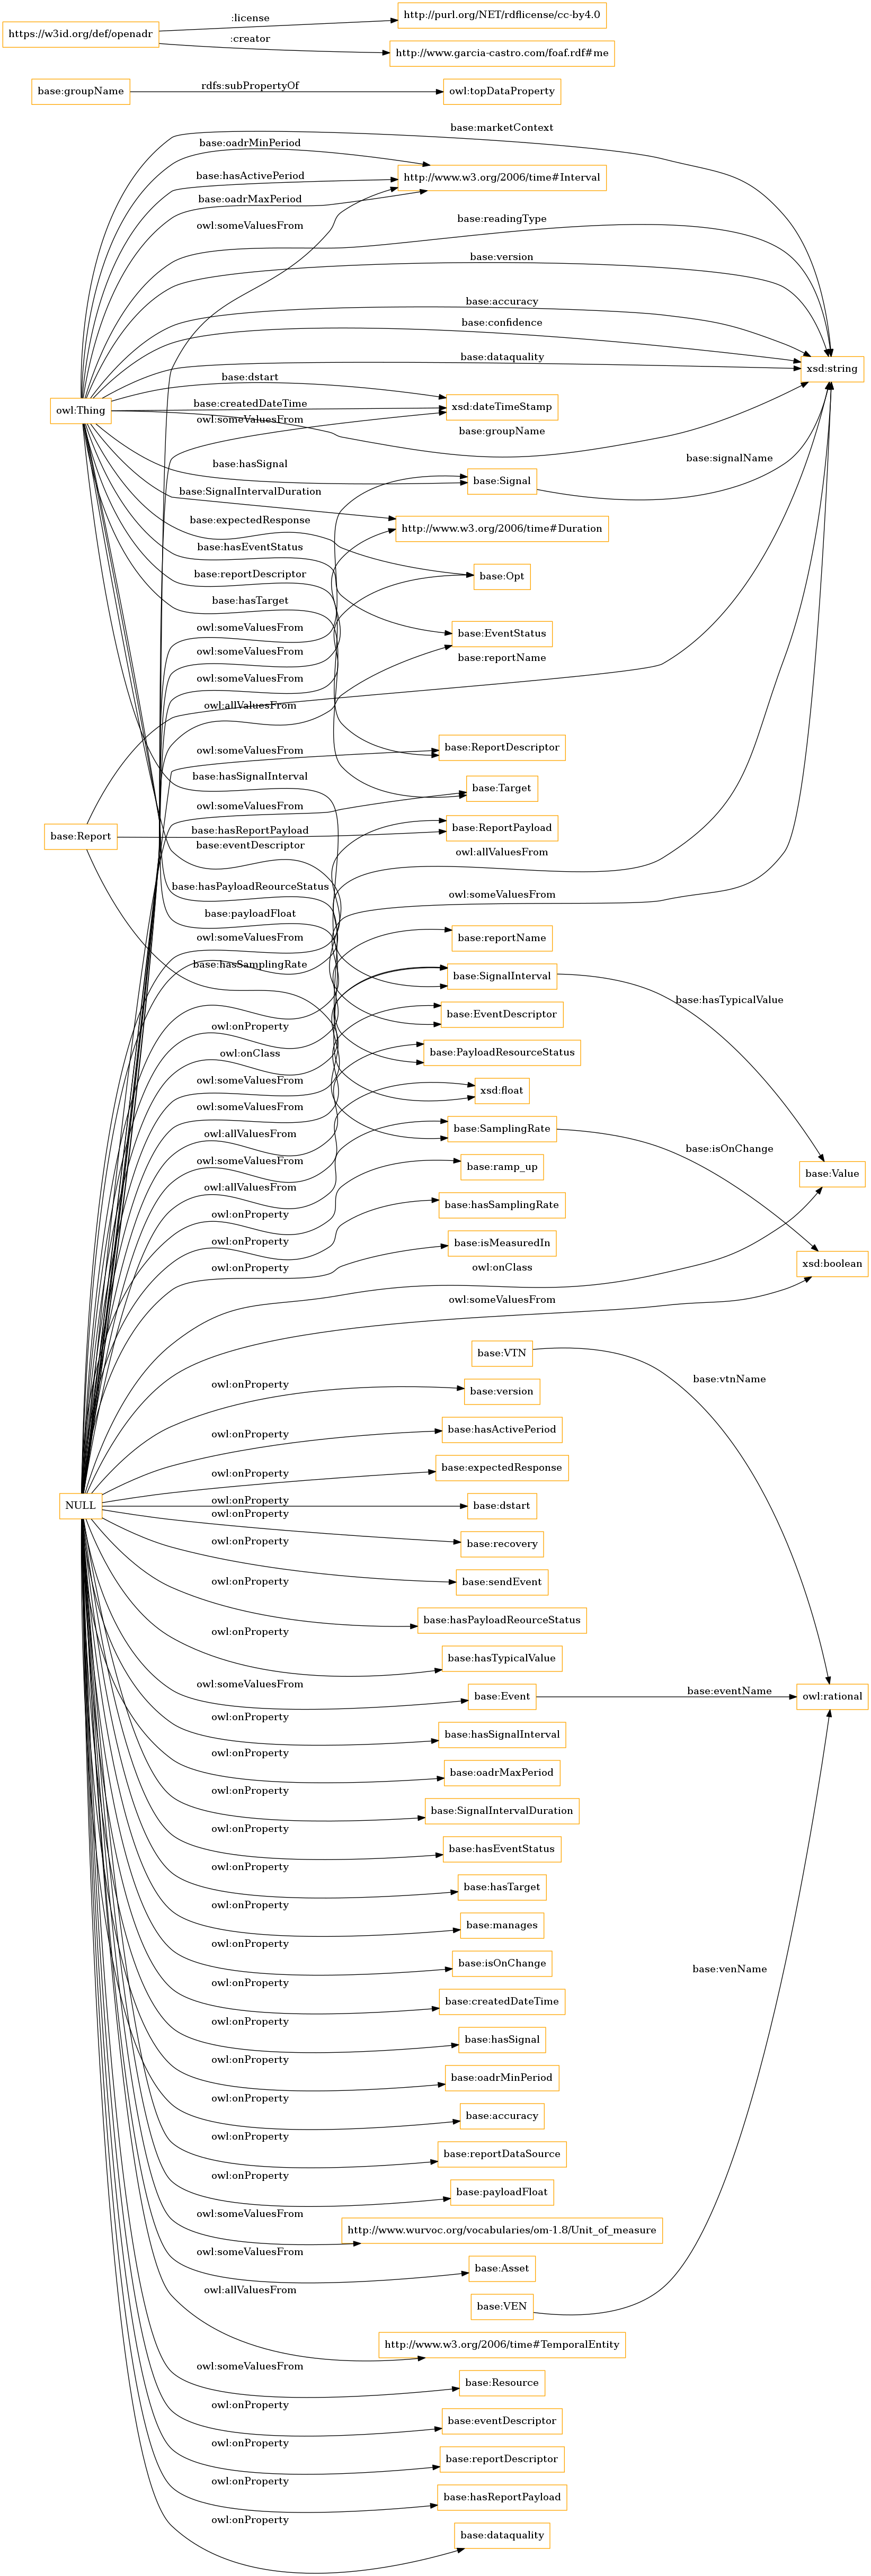 :license
http://purl.org/NET/rdflicense/cc-by4.0
https://w3id.org/def/openadr
:creator
http://www.garcia-castro.com/foaf.rdf#me
base:groupName
rdfs:subPropertyOf
owl:topDataProperty
base:marketContext
base:oadrMinPeriod
base:hasActivePeriod
http://www.w3.org/2006/time#Interval
base:oadrMaxPeriod
base:readingType
owl:someValuesFrom
base:version
base:accuracy
base:confidence
base:dataquality
xsd:string
base:dstart
base:createdDateTime
xsd:dateTimeStamp
owl:Thing
owl:someValuesFrom
base:groupName
base:signalName
base:hasSignal
base:Signal
base:SignalIntervalDuration
base:expectedResponse
http://www.w3.org/2006/time#Duration
base:hasEventStatus
base:reportDescriptor
base:Opt
base:hasTarget
owl:someValuesFrom
base:EventStatus
owl:someValuesFrom
base:reportName
owl:someValuesFrom
owl:allValuesFrom
owl:someValuesFrom
base:ReportDescriptor
base:hasSignalInterval
base:Target
owl:someValuesFrom
base:Report
base:hasReportPayload
base:ReportPayload
base:eventDescriptor
owl:allValuesFrom
base:hasPayloadReourceStatus
owl:someValuesFrom
base:payloadFloat
owl:someValuesFrom
base:reportName
base:hasSamplingRate
base:SignalInterval
base:hasTypicalValue
owl:onProperty
base:EventDescriptor
owl:onClass
base:PayloadResourceStatus
owl:someValuesFrom
xsd:float
owl:someValuesFrom
base:SamplingRate
owl:allValuesFrom
base:isOnChange
owl:someValuesFrom
base:ramp_up
base:Value
owl:allValuesFrom
base:hasSamplingRate
owl:onProperty
owl:onProperty
base:isMeasuredIn
xsd:boolean
owl:onProperty
owl:onClass
owl:someValuesFrom
base:VTN
base:vtnName
owl:onProperty
base:version
owl:onProperty
base:hasActivePeriod
base:expectedResponse
owl:onProperty
owl:onProperty
NULL
base:dstart
owl:onProperty
owl:onProperty
base:recovery
owl:onProperty
base:sendEvent
base:hasPayloadReourceStatus
owl:onProperty
base:hasTypicalValue
owl:someValuesFrom
base:eventName
base:Event
owl:rational
owl:onProperty
base:hasSignalInterval
owl:onProperty
base:oadrMaxPeriod
owl:onProperty
base:SignalIntervalDuration
owl:onProperty
base:hasEventStatus
owl:onProperty
base:hasTarget
owl:onProperty
base:manages
owl:onProperty
base:isOnChange
base:venName
owl:onProperty
base:createdDateTime
owl:onProperty
base:hasSignal
owl:onProperty
base:oadrMinPeriod
owl:onProperty
base:accuracy
owl:onProperty
base:reportDataSource
owl:onProperty
base:payloadFloat
owl:someValuesFrom
http://www.wurvoc.org/vocabularies/om-1.8/Unit_of_measure
owl:someValuesFrom
base:Asset
owl:allValuesFrom
base:VEN
http://www.w3.org/2006/time#TemporalEntity
owl:someValuesFrom
base:Resource
owl:onProperty
base:eventDescriptor
owl:onProperty
base:reportDescriptor
owl:onProperty
base:hasReportPayload
owl:onProperty
base:dataquality